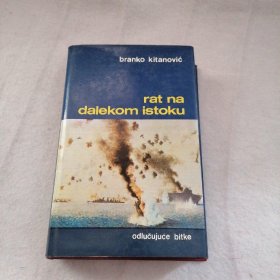 branko kitanović
rat na
dalekom istoku
odlučujuće bitke